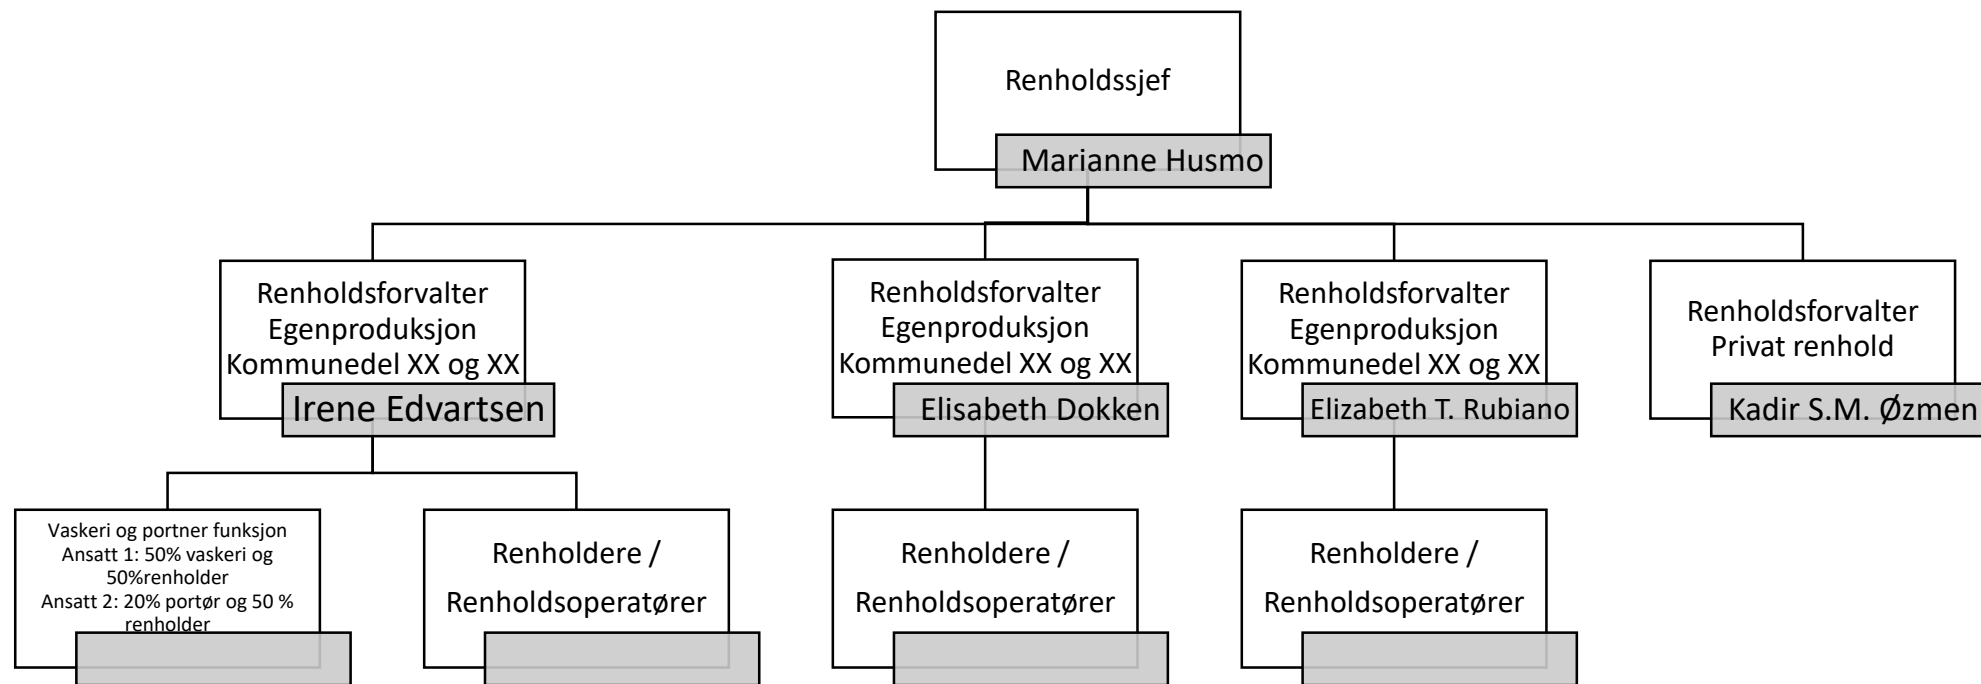 Renholdssjef
Marianne Husmo
Renholdsforvalter
Egenproduksjon
Kommunedel XX og XX
Irene Edvartsen
Renholdsforvalter
Egenproduksjon
Kommunedel XX og XX
Elisabeth Dokken
Renholdsforvalter
Egenproduksjon
Kommunedel XX og XX
Elizabeth T. Rubiano
Renholdsforvalter
Privat renhold
Kadir S.M. Øzmen
Vaskeri og portner funksjon
Ansatt 1: 50% vaskeri og
50%renholder
Ansatt 2: 20% portør og 50 %
renholder
Renholdere /
Renholdsoperatører
Renholdere /
Renholdsoperatører
Renholdere /
Renholdsoperatører